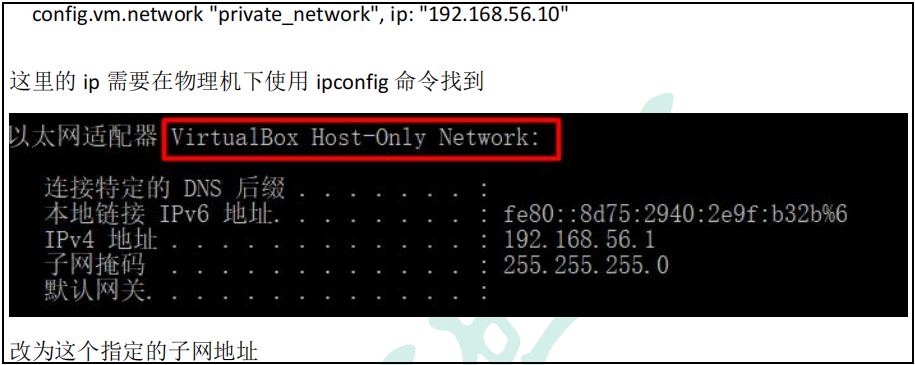 config.vm.network "private_network", ip: "192.168.56.10"
这里的 ip 需要在物理机下使用 ipconfig 命令找到
以太网适配器 VirtualBox Host-Only Network:
连接特定的 DNS 后缀 . . . . . . . :
本地链接 IPv6 地址. . . . . . . . : fe80::8d75:2940:2e9f:b32b%6
IPv4 地址 . . . . . . . . . . . . : 192.168.56.1
子网掩码 . . . . . . . . . . . . : 255.255.255.0
默认网关. . . . . . . . . . . . . :
改为这个指定的子网地址